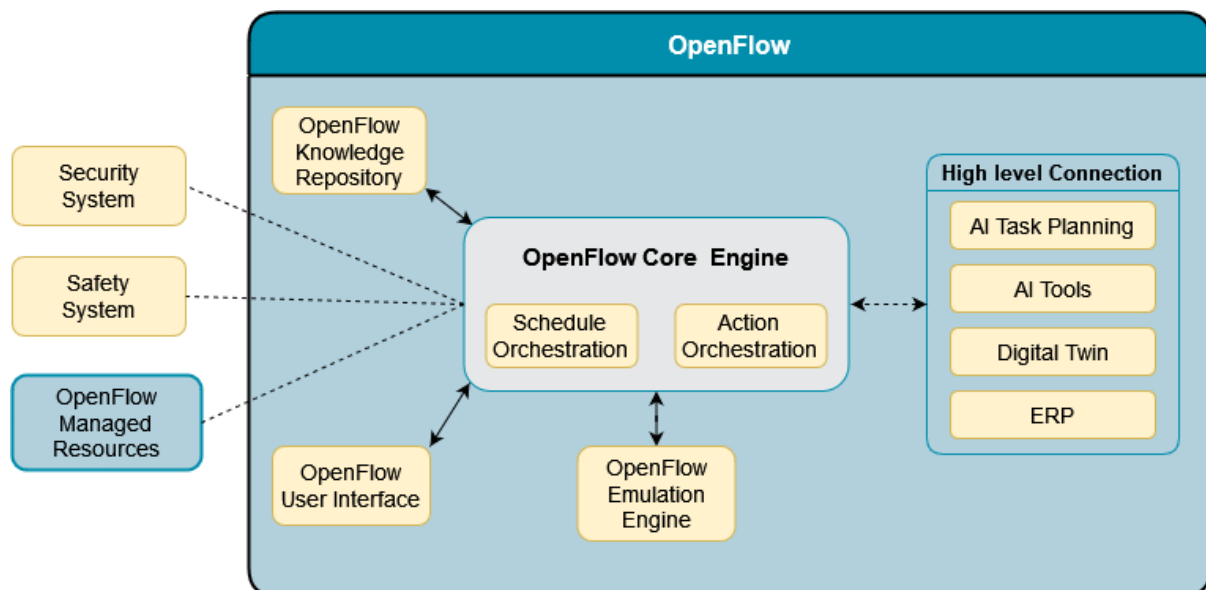 OpenFlow
Security
System
Safety
System
OpenFlow
Managed
Resources
OpenFlow
Knowledge
Repository
OpenFlow Core Engine
Schedule
Orchestration
Action
Orchestration
OpenFlow
User Interface
OpenFlow
Emulation
Engine
High level Connection
AI Task Planning
AI Tools
Digital Twin
ERP